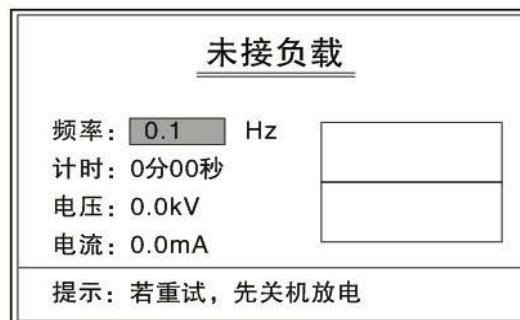 未接负载
频率： 0.1 Hz
计时：0分00秒
电压：0.0kV
电流：0.0mA
提示：若重试，先关机放电